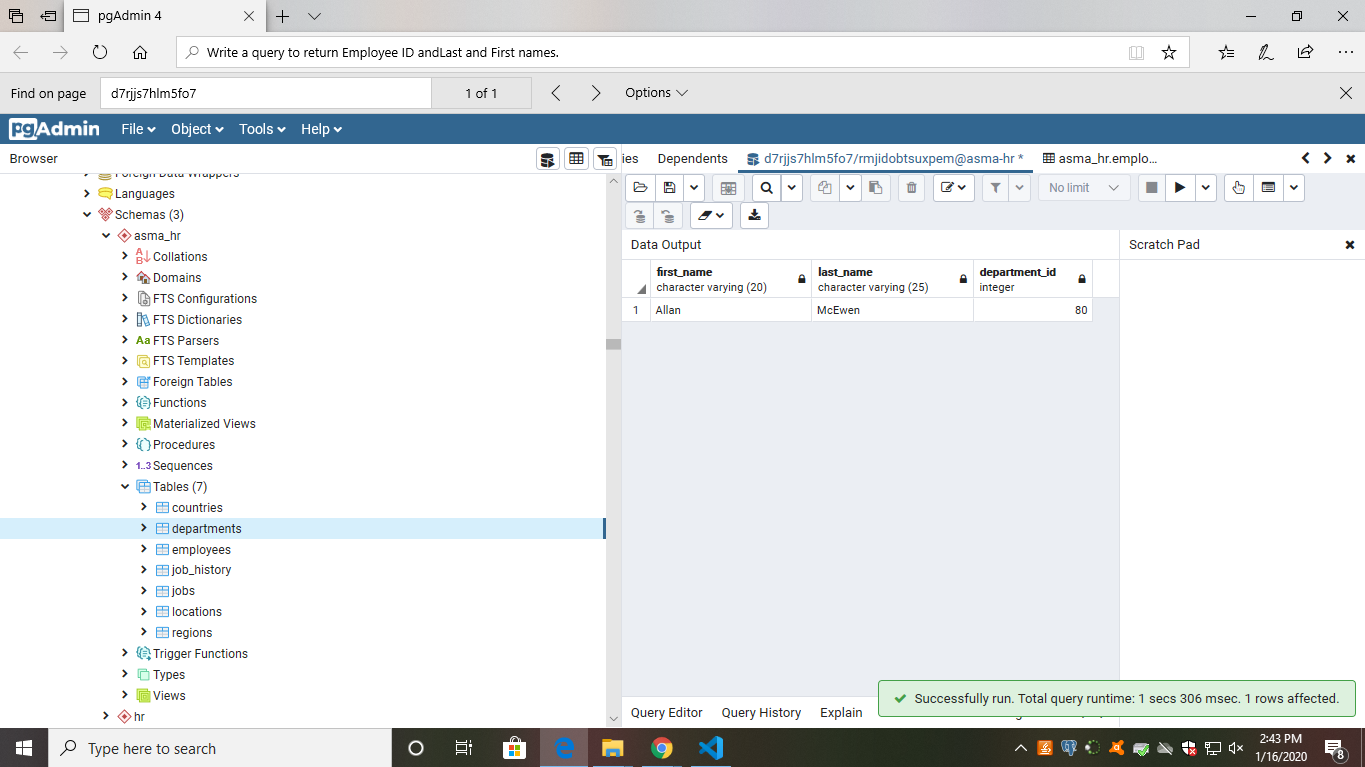 pgAdmin 4
Write a query to return Employee ID andLast and First names.
Find on page
d7rjjs7hlm5fo7
1 of 1
Options
pgAdmin
File
Object
Tools
Help
Browser
ies
Dependents
d7rjjs7hlm5fo7/rmjidobtsuxpem@asma-hr *
asma_hr.emplo...
No limit
Foreign Data Wrappers
Languages
Schemas (3)
asma_hr
Collations
Domains
FTS Configurations
FTS Dictionaries
Aa FTS Parsers
FTS Templates
Foreign Tables
Functions
Materialized Views
Procedures
1..3 Sequences
Tables (7)
countries
departments
employees
job_history
jobs
locations
regions
Trigger Functions
Types
Views
hr
Data Output
Scratch Pad
first_name
character varying (20)
last_name
character varying (25)
department_id
integer
1 Allan McEwen 80
Query Editor
Query History
Explain
Successfully run. Total query runtime: 1 secs 306 msec. 1 rows affected.
Type here to search
2:43 PM
1/16/2020
8